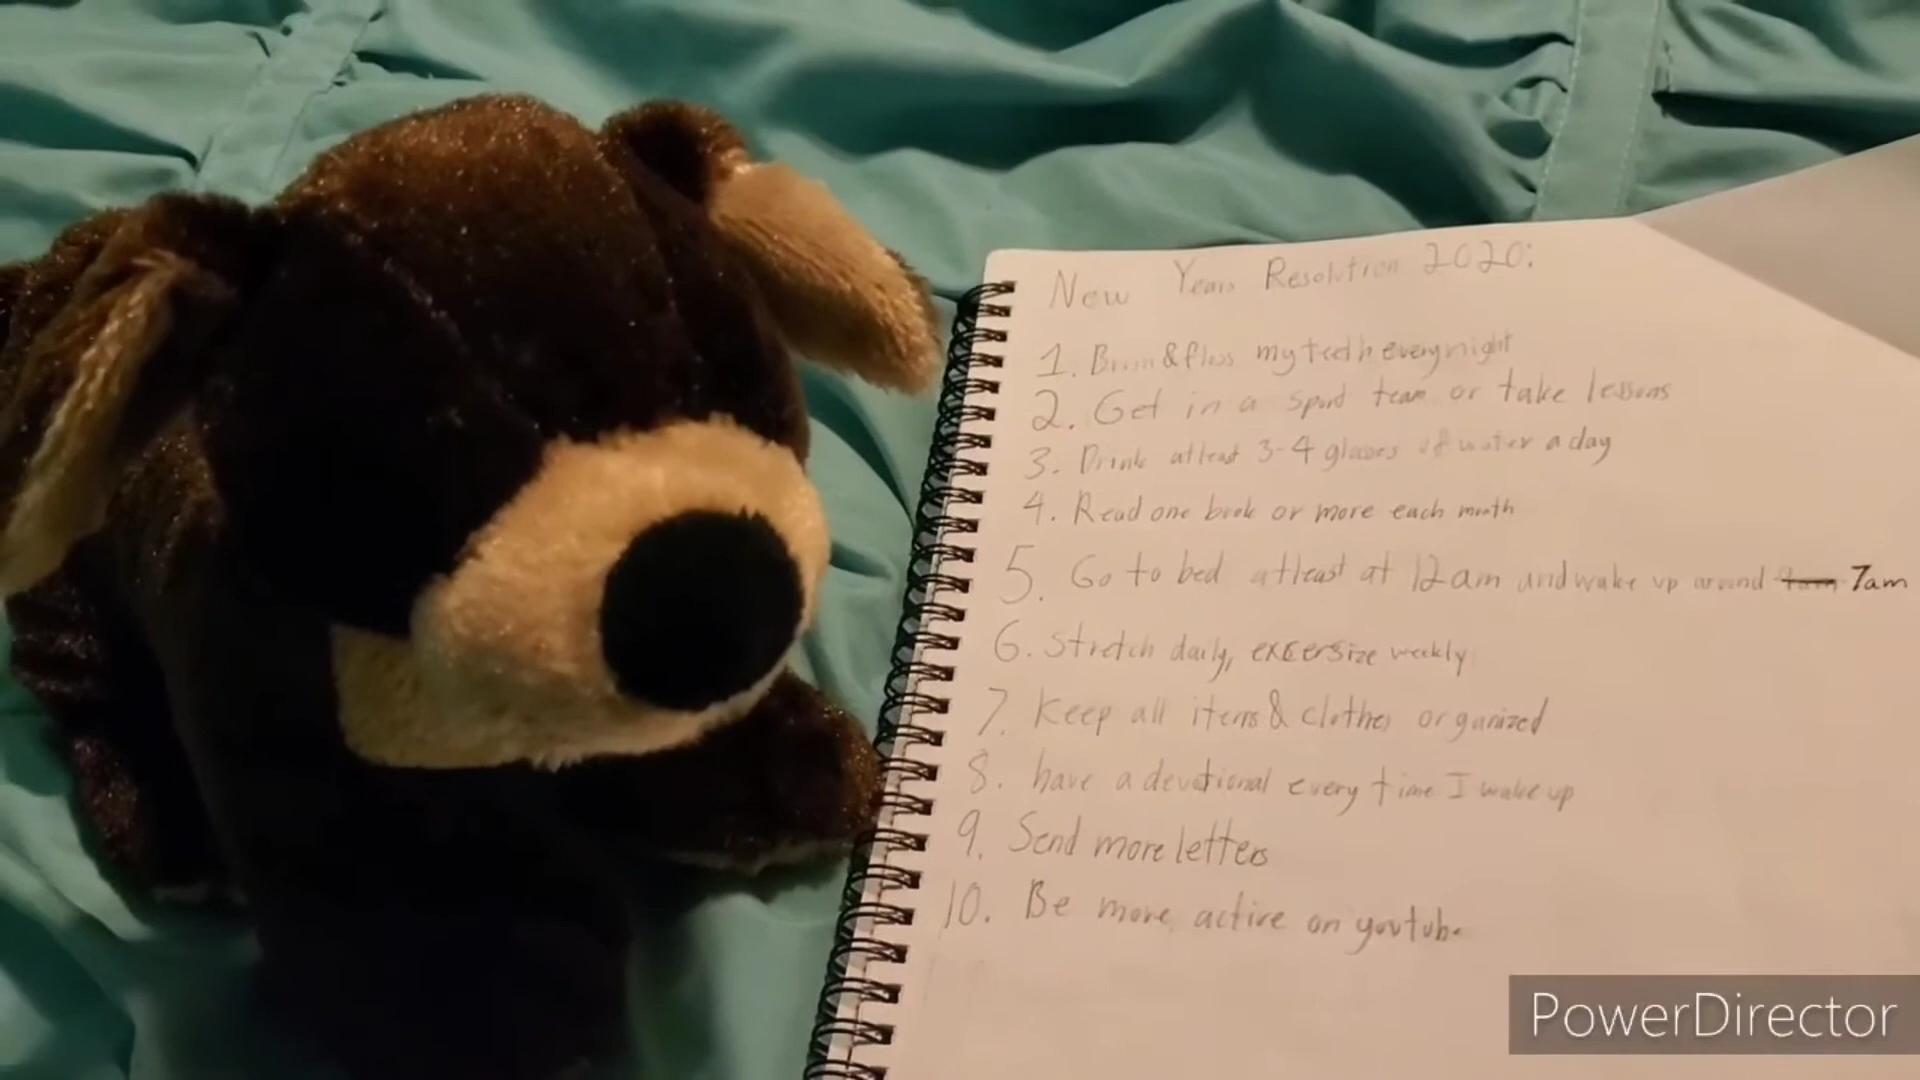 New Years Resolution 2020:
1. Brush & floss my teeth every night
2. Get in a sport team or take lessons
3. Drink atleast 3-4 glasses of water a day
4. Read one book or more each month
5. Go to bed atleast at 12am and wake up around 7am
6. Stretch daily, excersize weekly
7. Keep all items & clothes organized
8. have a devotional every time I wake up
9. Send more letters
10. Be more active on youtube
PowerDirector